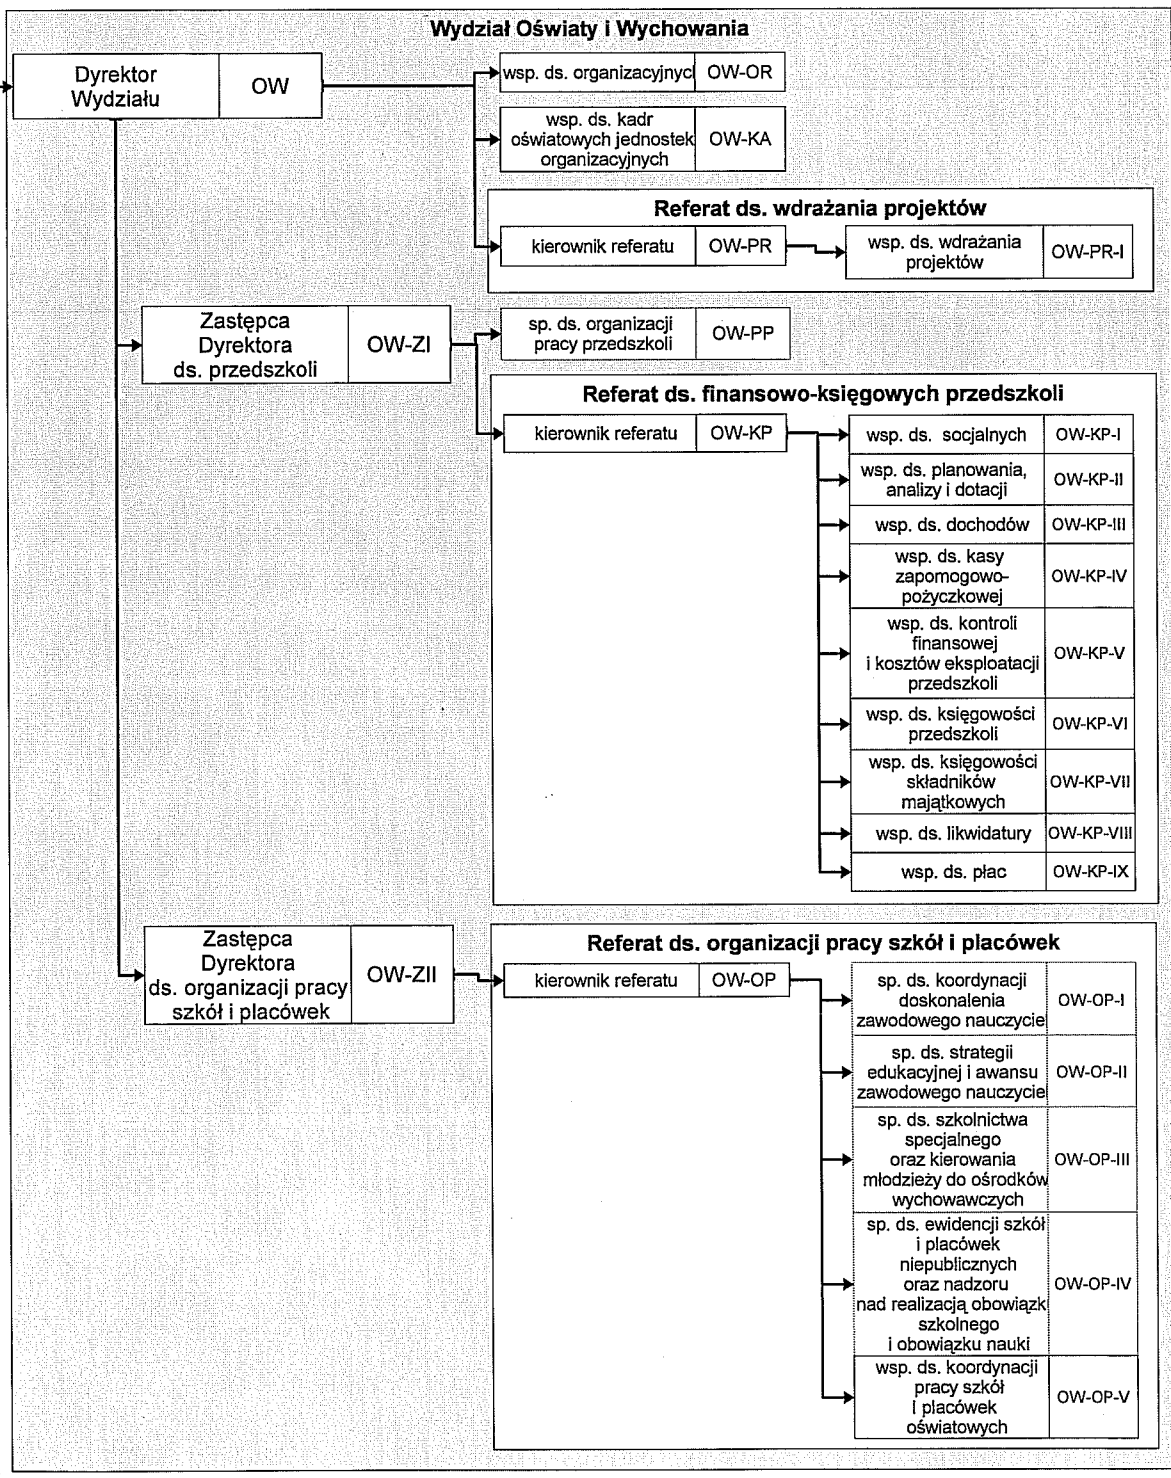 Wydział Oświaty i Wychowania
Dyrektor
Wydziału
OW
wsp. ds. organizacyjnyc
OW-OR
wsp. ds. kadr
oświatowych jednostek
organizacyjnych
OW-KA
Referat ds. wdrażania projektów
kierownik referatu
OW-PR
wsp. ds. wdrażania
projektów
OW-PR-I
Zastępca
Dyrektora
ds. przedszkoli
OW-ZI
sp. ds. organizacji
pracy przedszkoli
OW-PP
Referat ds. finansowo-księgowych przedszkoli
kierownik referatu
OW-KP
wsp. ds. socjalnych
OW-KP-I
wsp. ds. planowania,
analizy i dotacji
OW-KP-II
wsp. ds. dochodów
OW-KP-III
wsp. ds. kasy
zapomogowo-
pożyczkowej
OW-KP-IV
wsp. ds. kontroli
finansowej
i kosztów eksploatacji
przedszkoli
OW-KP-V
wsp. ds. księgowości
przedszkoli
OW-KP-VI
wsp. ds. księgowości
składników
majątkowych
OW-KP-VII
wsp. ds. likwidatury
OW-KP-VIII
wsp. ds. płac
OW-KP-IX
Zastępca
Dyrektora
ds. organizacji pracy
szkół i placówek
OW-ZII
Referat ds. organizacji pracy szkół i placówek
kierownik referatu
OW-OP
sp. ds. koordynacji
doskonalenia
zawodowego nauczycie
OW-OP-I
sp. ds. strategii
edukacyjnej i awansu
zawodowego nauczycie
OW-OP-II
sp. ds. szkolnictwa
specjalnego
oraz kierowania
młodzieży do ośrodków
wychowawczych
OW-OP-III
sp. ds. ewidencji szkół
i placówek
niepublicznych
oraz nadzoru
nad realizacją obowiązk
szkolnego
i obowiązku nauki
OW-OP-IV
wsp. ds. koordynacji
pracy szkół
i placówek
oświatowych
OW-OP-V